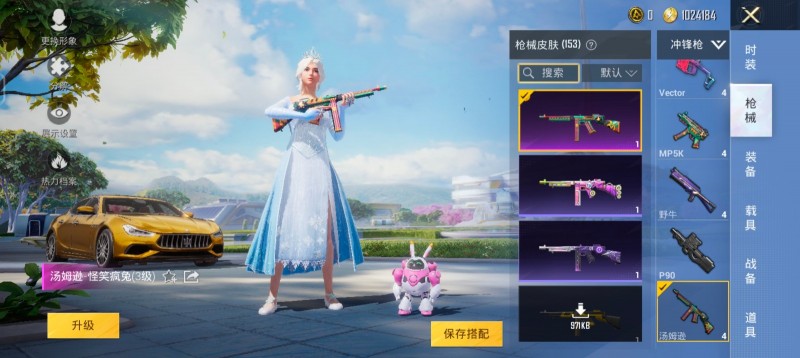 0
1024184
更换形象
分解
展示设置
热力档案
汤姆逊-怪笑疯兔(3级)
升级
保存搭配
枪械皮肤 (153)
搜索
默认
1
1
1
971KB
冲锋枪
Vector 4
MP5K 4
野牛 4
P90 4
汤姆逊 4
时装
枪械
装备
载具
战备
道具